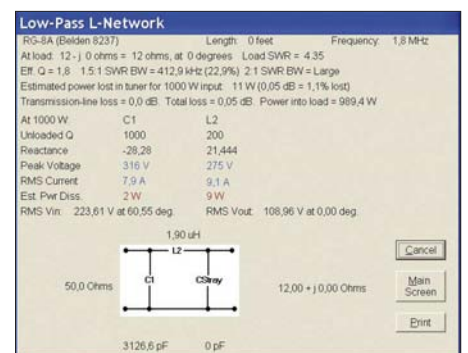 Low-Pass L-Network
RG-8A (Belden 8237) Length: 0 feet Frequency: 1,8 MHz
At load: 12 - j 0 ohms = 12 ohms, at 0 degrees Load SWR = 4.35
Eff. Q = 1,8 1.5:1 SWR BW = 412,9 kHz (22,9%) 2:1 SWR BW = Large
Estimated power lost in tuner for 1000 W input: 11 W (0,05 dB = 1,1% lost)
Transmission-line loss = 0,0 dB Total loss = 0,05 dB Power into load = 989,4 W
At 1000 W: C1 L2
Unloaded Q 1000 200
Reactance -28,28 21,444
Peak Voltage 316 V 275 V
RMS Current 7,9 A 9,1 A
Est. Pwr Diss. 2 W 9 W
RMS Vin: 223,61 V at 60,55 deg. RMS Vout: 108,96 V at 0,00 deg.
1,90 uH
L2
50,0 Ohms C1 CStray 12,00 + j 0,00 Ohms
3126,6 pF 0 pF
Cancel
Main
Screen
Print